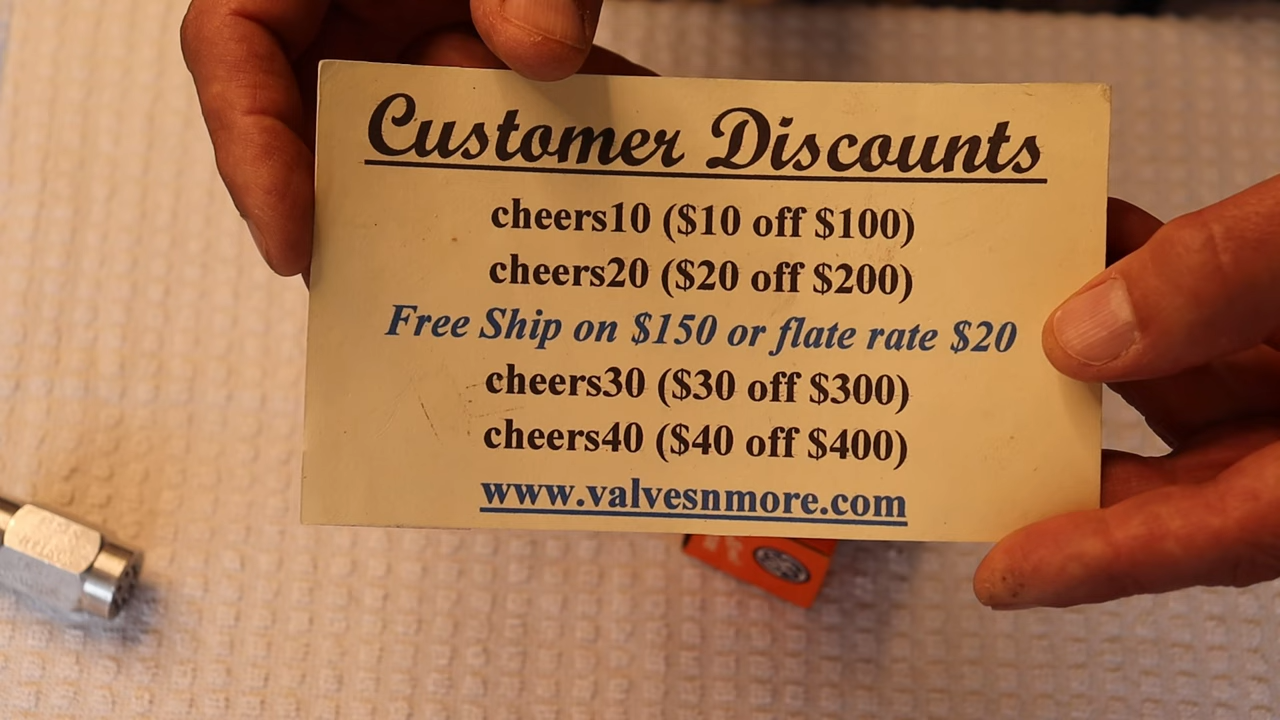 Customer Discounts
cheers10 ($10 off $100)
cheers20 ($20 off $200)
Free Ship on $150 or flate rate $20
cheers30 ($30 off $300)
cheers40 ($40 off $400)
www.valvesnmore.com